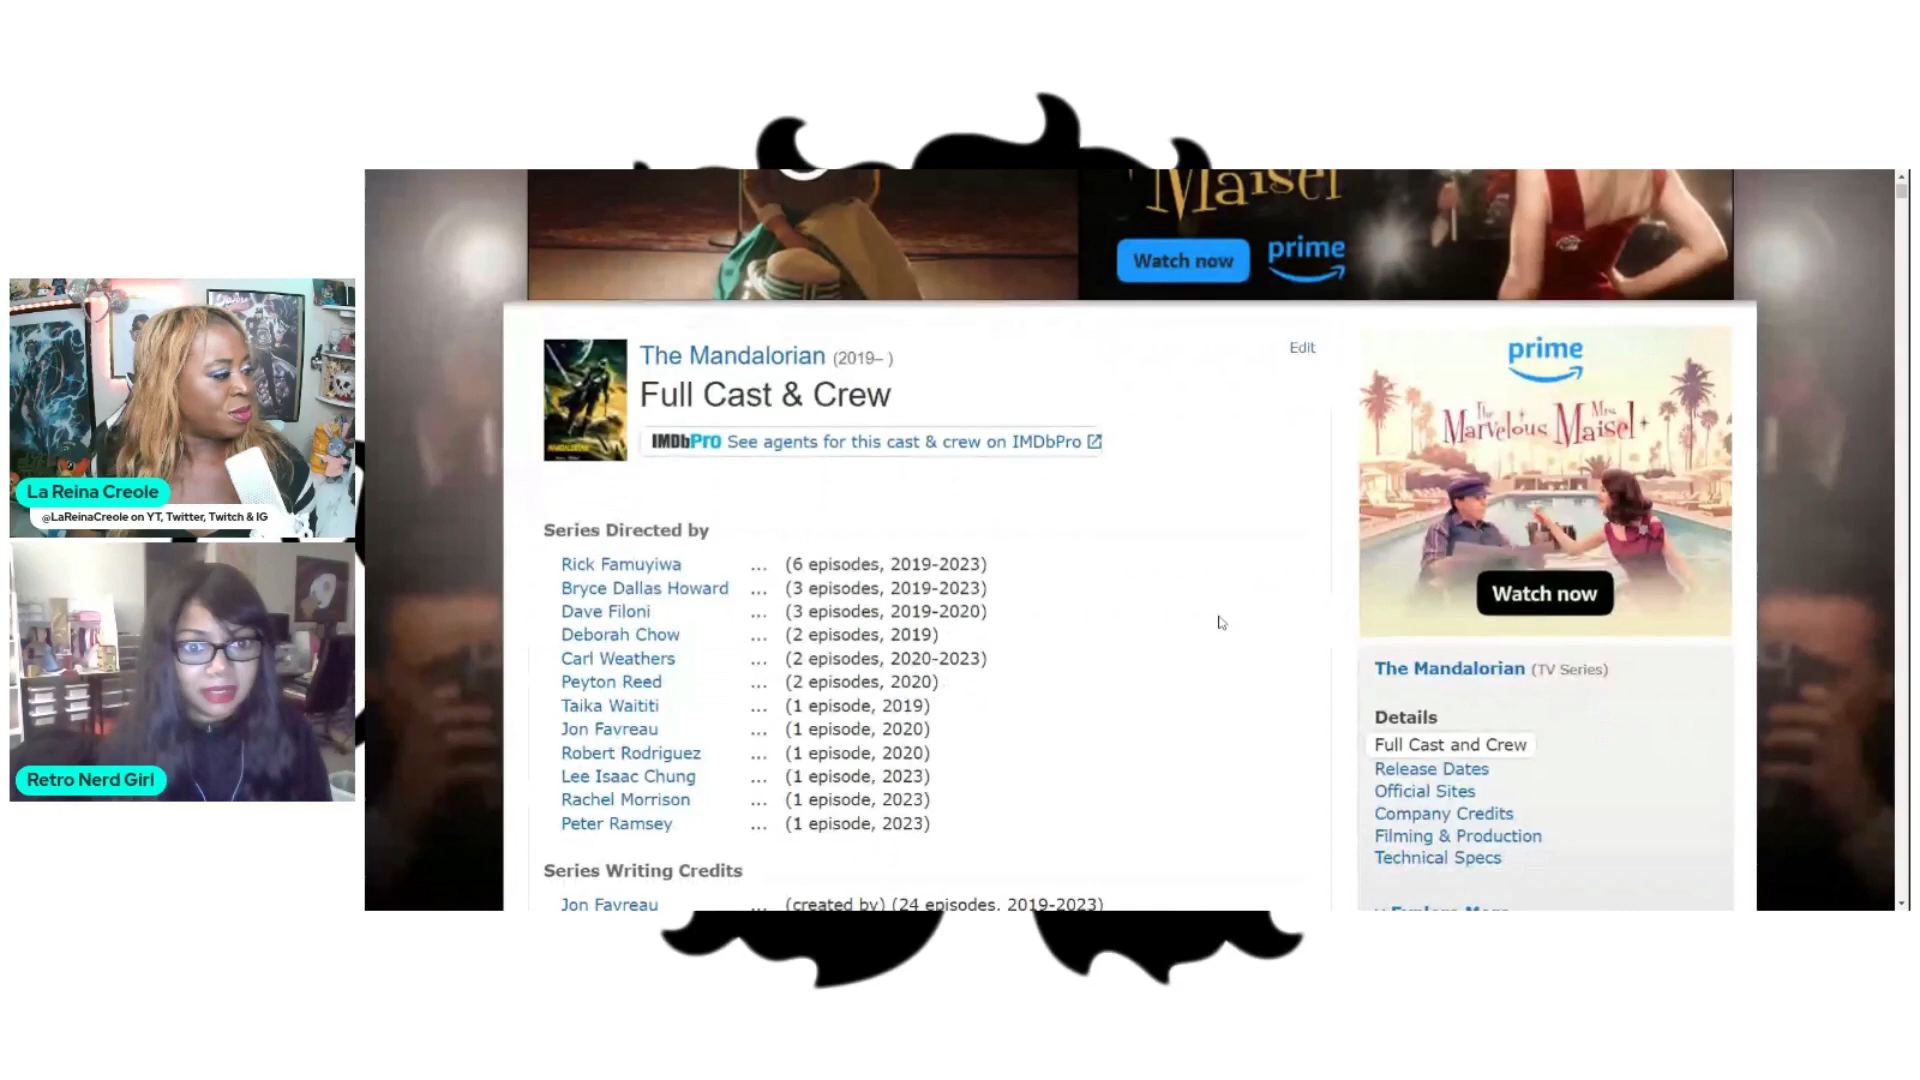 Maisel
Watch now prime
The Mandalorian (2019– )
Edit
Full Cast & Crew
IMDbPro See agents for this cast & crew on IMDbPro
Series Directed by
Rick Famuyiwa ... (6 episodes, 2019-2023)
Bryce Dallas Howard ... (3 episodes, 2019-2023)
Dave Filoni ... (3 episodes, 2019-2020)
Deborah Chow ... (2 episodes, 2019)
Carl Weathers ... (2 episodes, 2020-2023)
Peyton Reed ... (2 episodes, 2020)
Taika Waititi ... (1 episode, 2019)
Jon Favreau ... (1 episode, 2020)
Robert Rodriguez ... (1 episode, 2020)
Lee Isaac Chung ... (1 episode, 2023)
Rachel Morrison ... (1 episode, 2023)
Peter Ramsey ... (1 episode, 2023)
Series Writing Credits
Jon Favreau ... (created by) (24 episodes, 2019-2023)
prime
The Marvelous Mrs. Maisel
Watch now
The Mandalorian (TV Series)
Details
Full Cast and Crew
Release Dates
Official Sites
Company Credits
Filming & Production
Technical Specs
Explore More
La Reina Creole
@LaReinaCreole on YT, Twitter, Twitch & IG
Retro Nerd Girl